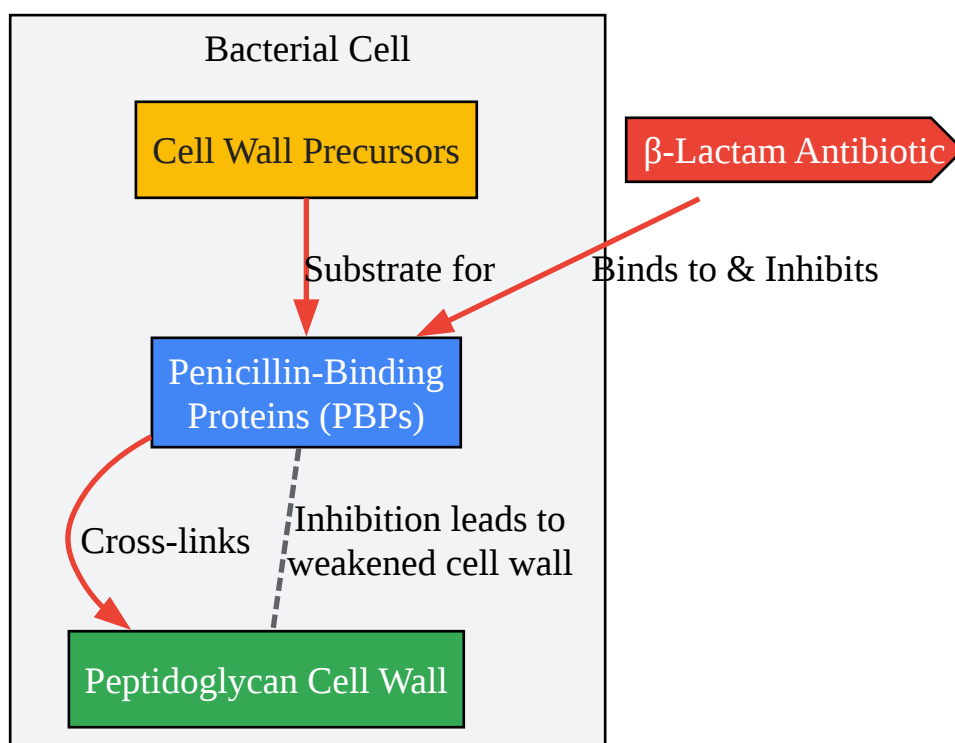 Bacterial Cell
Cell Wall Precursors
β-Lactam Antibiotic
Substrate for
Binds to & Inhibits
Penicillin-Binding
Proteins (PBPs)
Cross-links
Inhibition leads to
weakened cell wall
Peptidoglycan Cell Wall